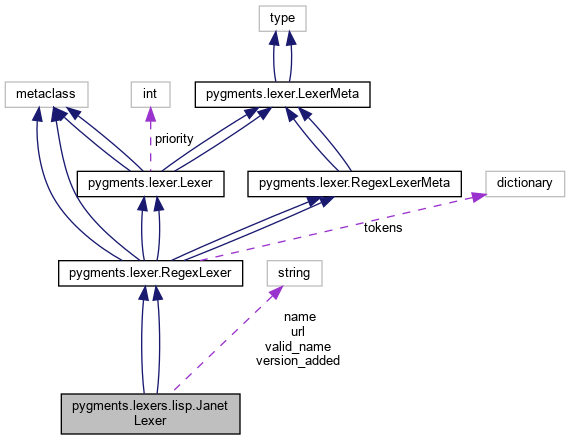 type
metaclass
int
pygments.lexer.LexerMeta
priority
pygments.lexer.Lexer
pygments.lexer.RegexLexerMeta
dictionary
tokens
pygments.lexer.RegexLexer
string
name
url
valid_name
version_added
pygments.lexers.lisp.Janet
Lexer